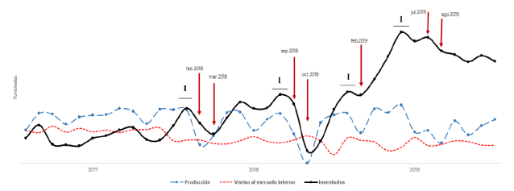 jul 2019
ago 2019
I
sep 2018
feb 2019
feb 2018
mar 2018
I
I
I
oct 2018
Toneladas
2017
2018
2019
Producción
Ventas al mercado interno
Inventarios